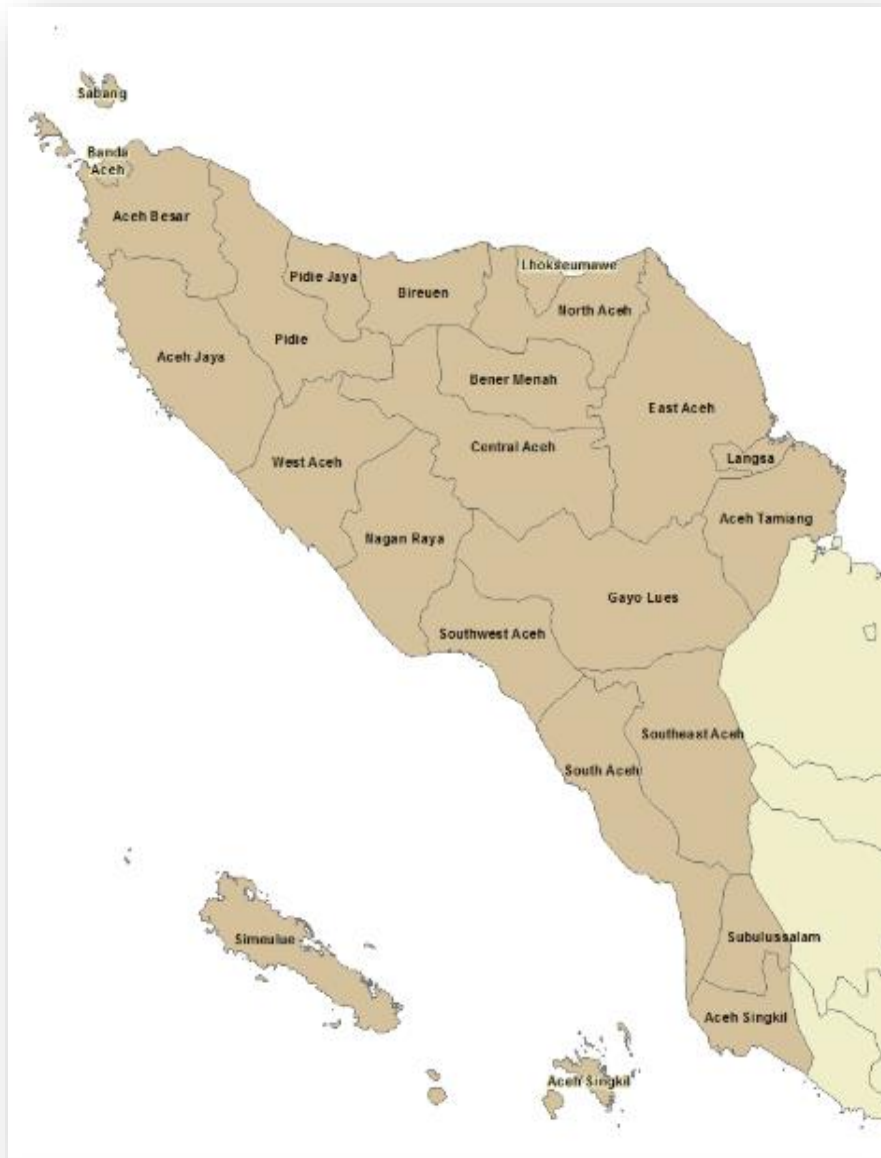 Sabang
Banda
Aceh
Aceh Besar
Pidie Jaya
Lhokseumawe
Bireuen
North Aceh
Pidie
Aceh Jaya
Bener Menah
East Aceh
Central Aceh
West Aceh
Langsa
Aceh Tamiang
Nagan Raya
Gayo Lues
Southwest Aceh
Southeast Aceh
South Aceh
Simeulue
Subulussalam
Aceh Singkil
Aceh Singkil